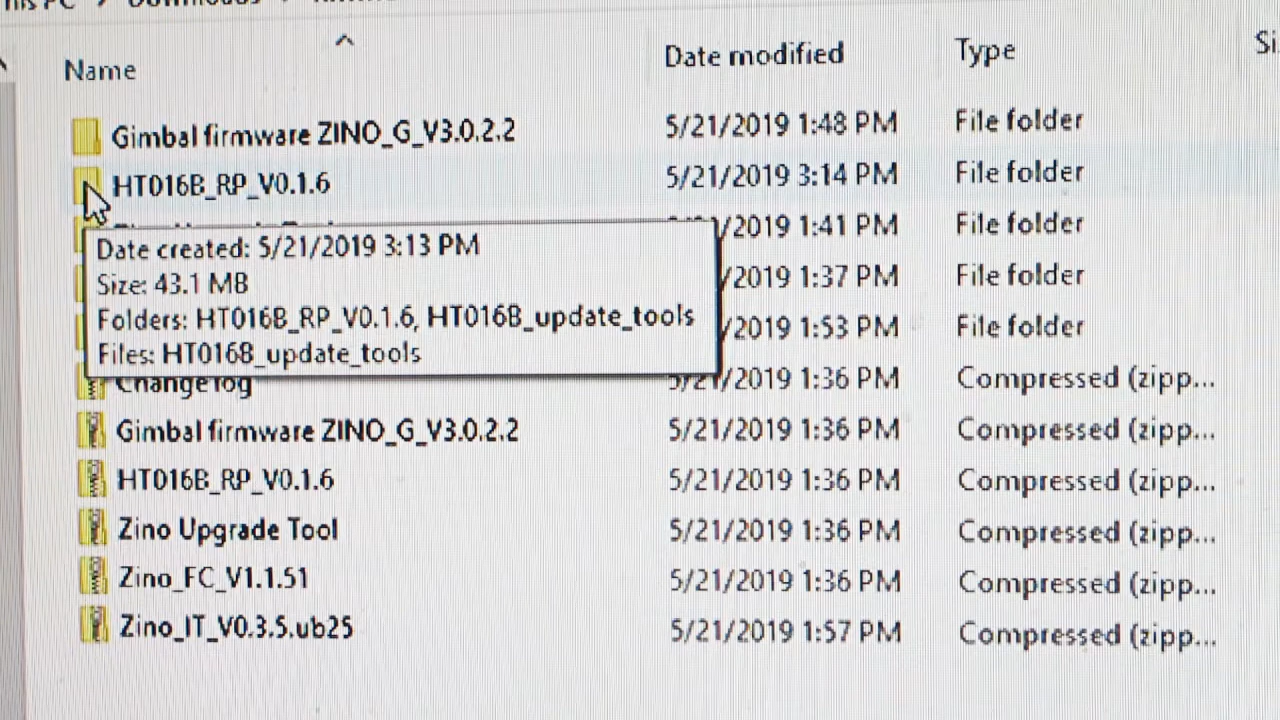 Name Date modified Type Si
Gimbal firmware ZINO_G_V3.0.2.2 5/21/2019 1:48 PM File folder
HT016B_RP_V0.1.6 5/21/2019 3:14 PM File folder
/2019 1:41 PM File folder
Date created: 5/21/2019 3:13 PM
Size: 43.1 MB /2019 1:37 PM File folder
Folders: HT016B_RP_V0.1.6, HT016B_update_tools /2019 1:53 PM File folder
Files: HT016B_update_tools
Change log 5/21/2019 1:36 PM Compressed (zipp...
Gimbal firmware ZINO_G_V3.0.2.2 5/21/2019 1:36 PM Compressed (zipp...
HT016B_RP_V0.1.6 5/21/2019 1:36 PM Compressed (zipp...
Zino Upgrade Tool 5/21/2019 1:36 PM Compressed (zipp...
Zino_FC_V1.1.51 5/21/2019 1:36 PM Compressed (zipp...
Zino_IT_V0.3.5.ub25 5/21/2019 1:57 PM Compressed (zipp...